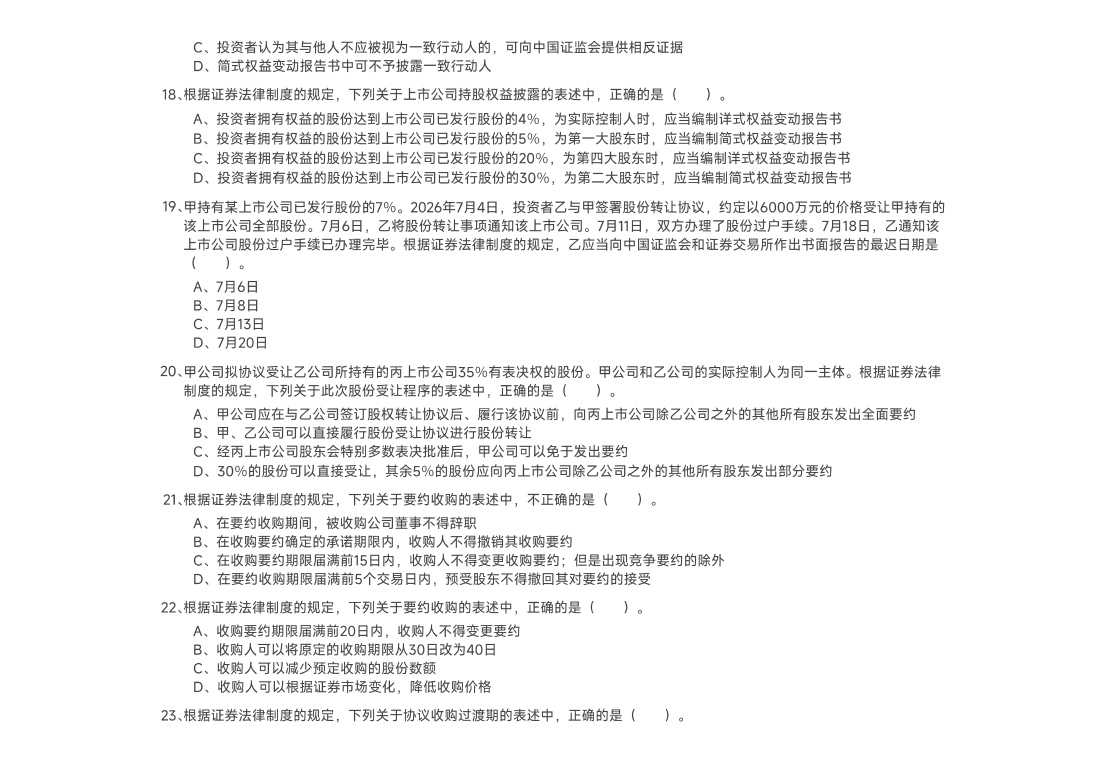 C、投资者认为其与他人不应被视为一致行动人的，可向中国证监会提供相反证据
D、简式权益变动报告书中可不予披露一致行动人
18、根据证券法律制度的规定，下列关于上市公司持股权益披露的表述中，正确的是（　　）。
A、投资者拥有权益的股份达到上市公司已发行股份的4%，为实际控制人时，应当编制详式权益变动报告书
B、投资者拥有权益的股份达到上市公司已发行股份的5%，为第一大股东时，应当编制简式权益变动报告书
C、投资者拥有权益的股份达到上市公司已发行股份的20%，为第四大股东时，应当编制详式权益变动报告书
D、投资者拥有权益的股份达到上市公司已发行股份的30%，为第二大股东时，应当编制简式权益变动报告书
19、甲持有某上市公司已发行股份的7%。2026年7月4日，投资者乙与甲签署股份转让协议，约定以6000万元的价格受让甲持有的
该上市公司全部股份。7月6日，乙将股份转让事项通知该上市公司。7月11日，双方办理了股份过户手续。7月18日，乙通知该
上市公司股份过户手续已办理完毕。根据证券法律制度的规定，乙应当向中国证监会和证券交易所作出书面报告的最迟日期是
（　　）。
A、7月6日
B、7月8日
C、7月13日
D、7月20日
20、甲公司拟协议受让乙公司所持有的丙上市公司35%有表决权的股份。甲公司和乙公司的实际控制人为同一主体。根据证券法律
制度的规定，下列关于此次股份受让程序的表述中，正确的是（　　）。
A、甲公司应在与乙公司签订股权转让协议后、履行该协议前，向丙上市公司除乙公司之外的其他所有股东发出全面要约
B、甲、乙公司可以直接履行股份受让协议进行股份转让
C、经丙上市公司股东会特别多数表决批准后，甲公司可以免于发出要约
D、30%的股份可以直接受让，其余5%的股份应向丙上市公司除乙公司之外的其他所有股东发出部分要约
21、根据证券法律制度的规定，下列关于要约收购的表述中，不正确的是（　　）。
A、在要约收购期间，被收购公司董事不得辞职
B、在收购要约确定的承诺期限内，收购人不得撤销其收购要约
C、在收购要约期限届满前15日内，收购人不得变更收购要约；但是出现竞争要约的除外
D、在要约收购期限届满前5个交易日内，预受股东不得撤回其对要约的接受
22、根据证券法律制度的规定，下列关于要约收购的表述中，正确的是（　　）。
A、收购要约期限届满前20日内，收购人不得变更要约
B、收购人可以将原定的收购期限从30日改为40日
C、收购人可以减少预定收购的股份数额
D、收购人可以根据证券市场变化，降低收购价格
23、根据证券法律制度的规定，下列关于协议收购过渡期的表述中，正确的是（　　）。